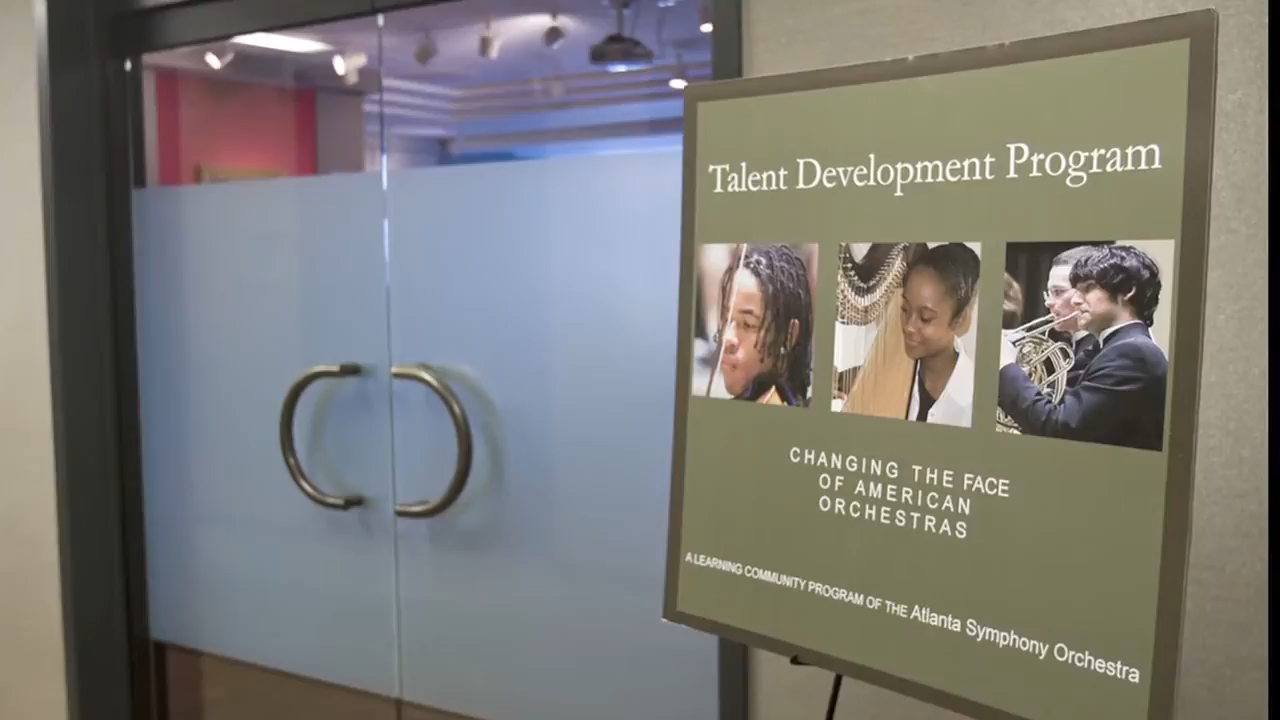 Talent Development Program
CHANGING THE FACE
OF AMERICAN
ORCHESTRAS
A LEARNING COMMUNITY PROGRAM OF THE Atlanta Symphony Orchestra